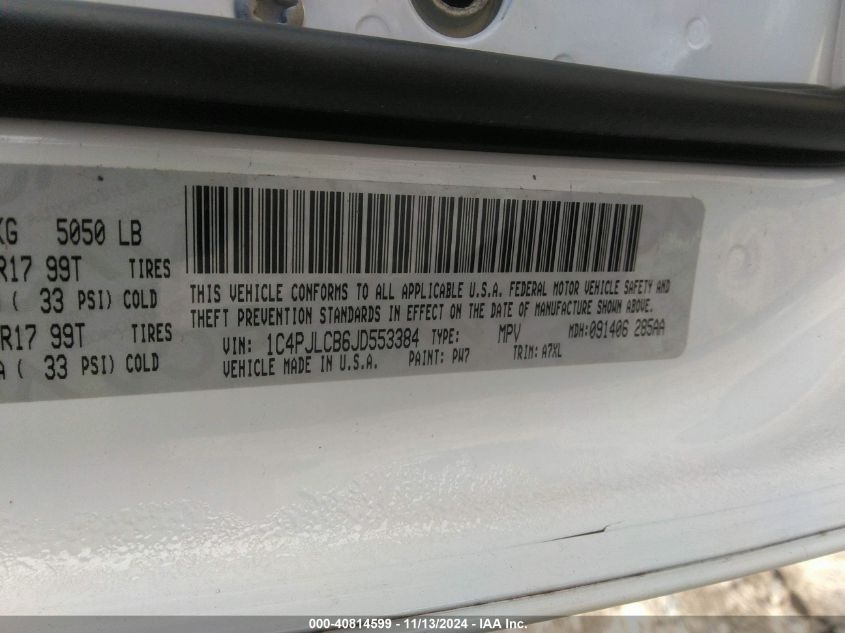 KG 5050 LB
R17 99T TIRES
( 33 PSI) COLD
R17 99T TIRES
A ( 33 PSI) COLD
THIS VEHICLE CONFORMS TO ALL APPLICABLE U.S.A. FEDERAL MOTOR VEHICLE SAFETY AND
THEFT PREVENTION STANDARDS IN EFFECT ON THE DATE OF MANUFACTURE SHOWN ABOVE.
VIN: 1C4PJLCB6JD553384 TYPE: MPV MDH:091406 285AA
VEHICLE MADE IN U.S.A. PAINT: PW7 TRIM: A7XL
000-40814599 - 11/13/2024 - IAA Inc.